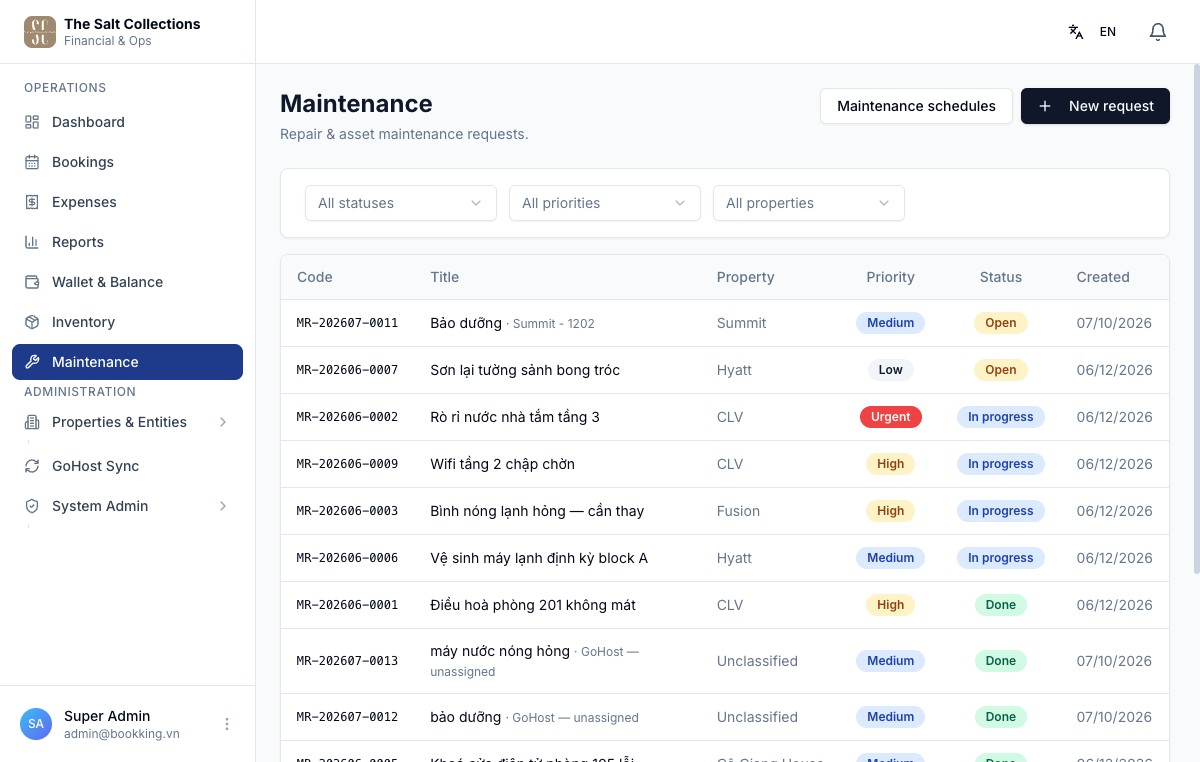 The Salt Collections
Financial & Ops
EN
OPERATIONS
Dashboard
Bookings
Expenses
Reports
Wallet & Balance
Inventory
Maintenance
ADMINISTRATION
Properties & Entities
GoHost Sync
System Admin
SA
Super Admin
admin@bookking.vn
Maintenance
Repair & asset maintenance requests.
Maintenance schedules
New request
All statuses
All priorities
All properties
Code Title Property Priority Status Created
MR-202607-0011 Bảo dưỡng · Summit - 1202 Summit Medium Open 07/10/2026
MR-202606-0007 Sơn lại tường sảnh bong tróc Hyatt Low Open 06/12/2026
MR-202606-0002 Rò rỉ nước nhà tắm tầng 3 CLV Urgent In progress 06/12/2026
MR-202606-0009 Wifi tầng 2 chập chờn CLV High In progress 06/12/2026
MR-202606-0003 Bình nóng lạnh hỏng — cần thay Fusion High In progress 06/12/2026
MR-202606-0006 Vệ sinh máy lạnh định kỳ block A Hyatt Medium In progress 06/12/2026
MR-202606-0001 Điều hoà phòng 201 không mát CLV High Done 06/12/2026
MR-202607-0013 máy nước nóng hỏng · GoHost — Unclassified Medium Done 07/10/2026
unassigned
MR-202607-0012 bảo dưỡng · GoHost — unassigned Unclassified Medium Done 07/10/2026
Medium Done